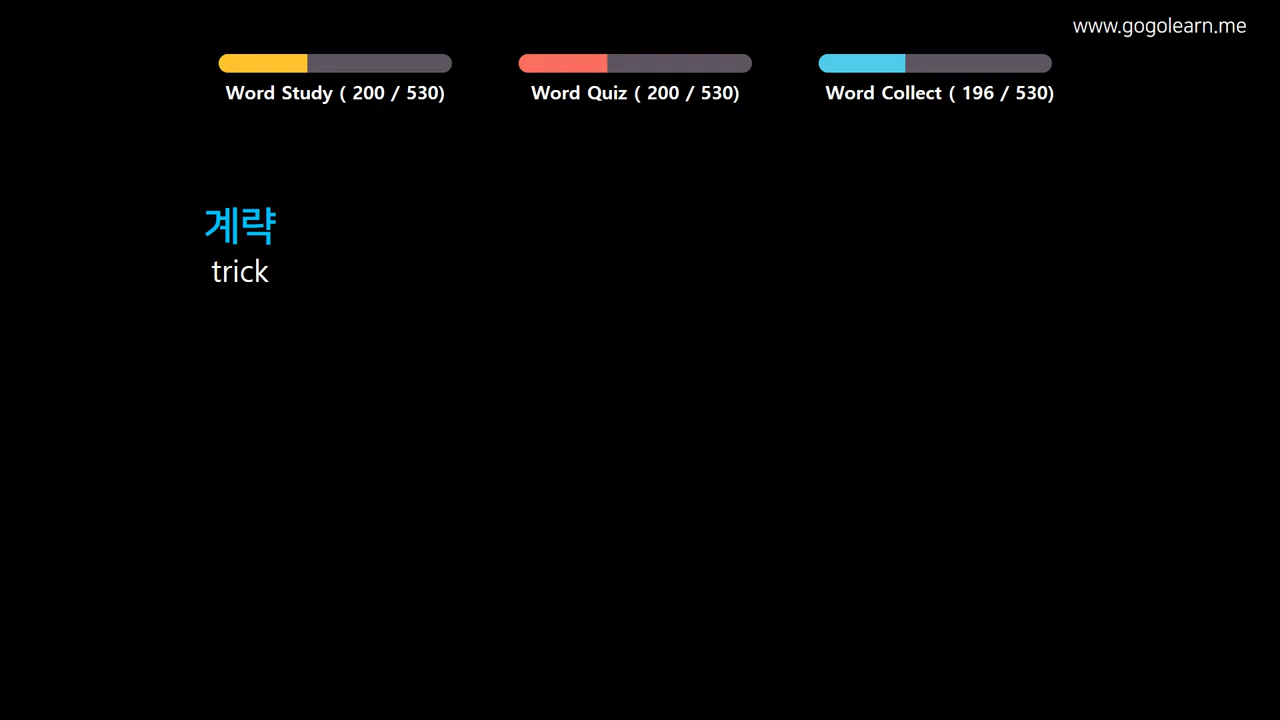 www.gogolearn.me
Word Study ( 200 / 530)
Word Quiz ( 200 / 530)
Word Collect ( 196 / 530)
계략
trick